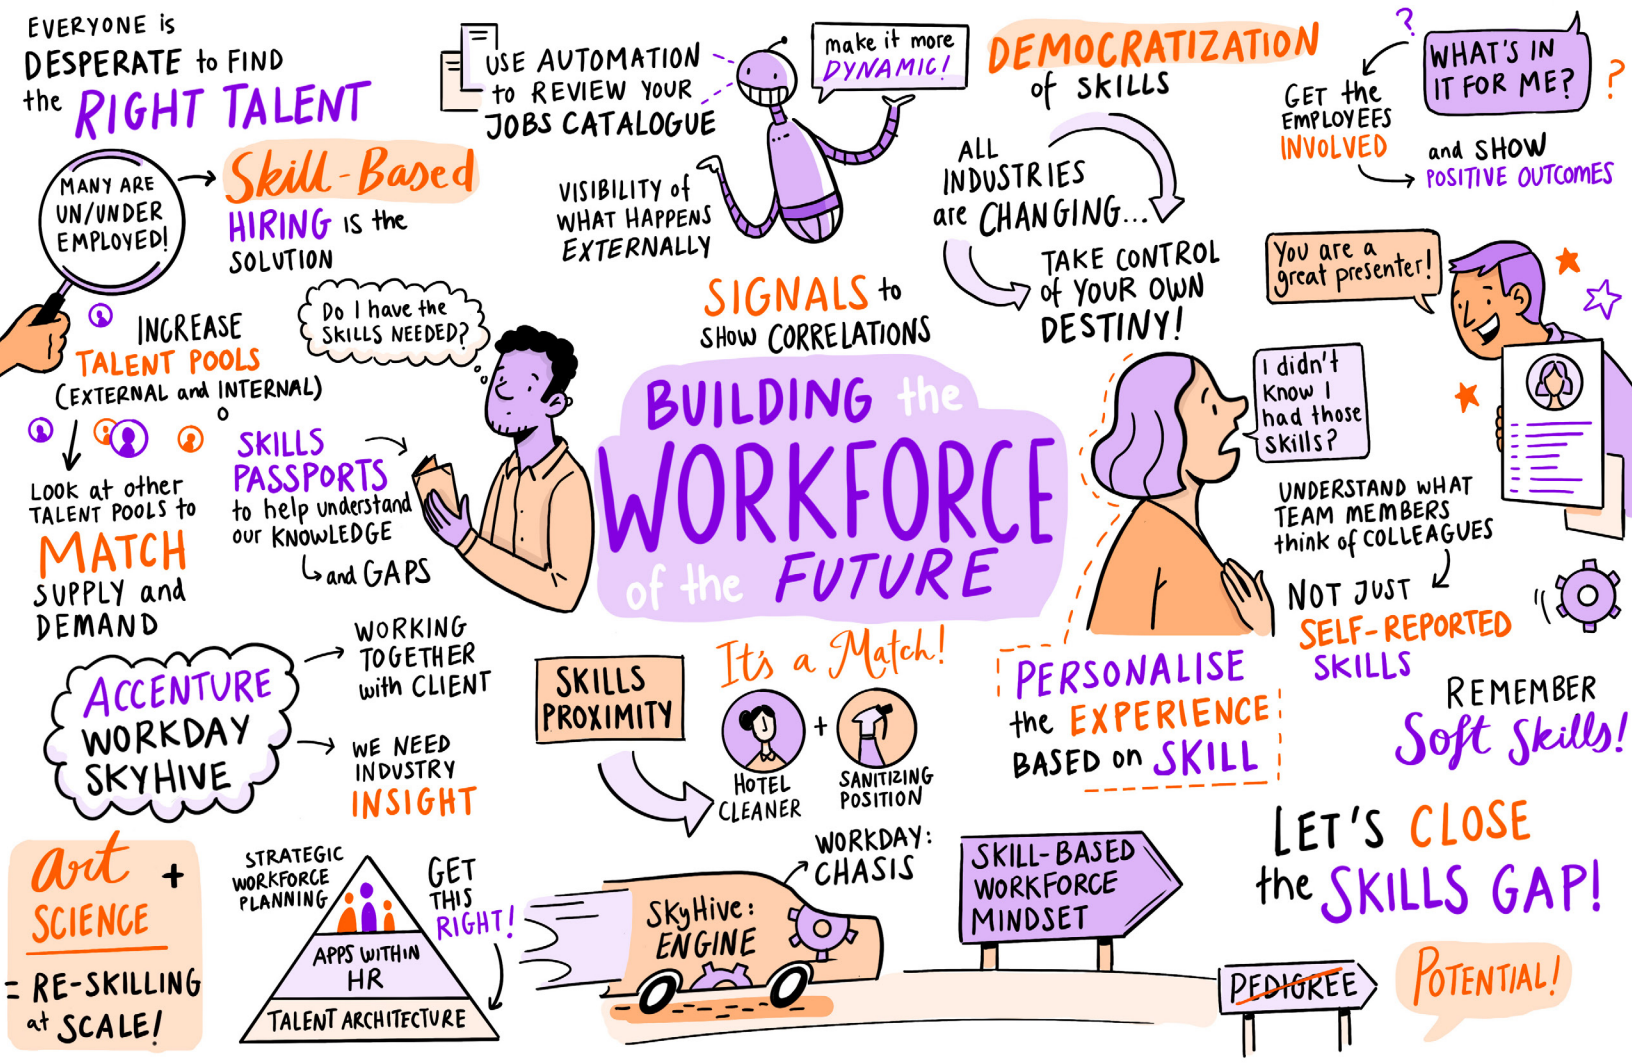 EVERYONE is
DESPERATE to FIND
the RIGHT TALENT
MANY ARE
UN/UNDER
EMPLOYED!
Skill-Based
HIRING IS the
SOLUTION
INCREASE
TALENT POOLS
(EXTERNAL and INTERNAL)
LOOK at other
TALENT POOLS to
MATCH
SUPPLY and
DEMAND
Do I have the
SKILLS NEEDED?
SKILLS
PASSPORTS
to help understand
our KNOWLEDGE
and GAPS
USE AUTOMATION
to REVIEW YOUR
JOBS CATALOGUE
make it more
DYNAMIC!
VISIBILITY of
WHAT HAPPENS
EXTERNALLY
SIGNALS to
SHOW CORRELATIONS
DEMOCRATIZATION
of SKILLS
ALL
INDUSTRIES
are CHANGING...
TAKE CONTROL
of YOUR OWN
DESTINY!
?
WHAT'S IN
IT FOR ME?
?
GET the
EMPLOYEES
INVOLVED
and SHOW
POSITIVE OUTCOMES
You are a
great presenter!
I didn't
know I
had those
skills?
UNDERSTAND WHAT
TEAM MEMBERS
think of COLLEAGUES
NOT JUST
SELF-REPORTED
SKILLS
REMEMBER
Soft Skills!
BUILDING the
WORKFORCE
of the FUTURE
ACCENTURE
WORKDAY
SKYHIVE
WORKING
TOGETHER
with CLIENT
WE NEED
INDUSTRY
INSIGHT
SKILLS
PROXIMITY
It's a Match!
+
HOTEL
CLEANER
SANITIZING
POSITION
PERSONALISE
the EXPERIENCE
BASED on SKILL
Art +
SCIENCE
= RE-SKILLING
at SCALE!
STRATEGIC
WORKFORCE
PLANNING
APPS WITHIN
HR
TALENT ARCHITECTURE
GET
THIS
RIGHT!
SkyHive:
ENGINE
WORKDAY:
CHASIS
SKILL-BASED
WORKFORCE
MINDSET
LET'S CLOSE
the SKILLS GAP!
PEDIGREE
POTENTIAL!